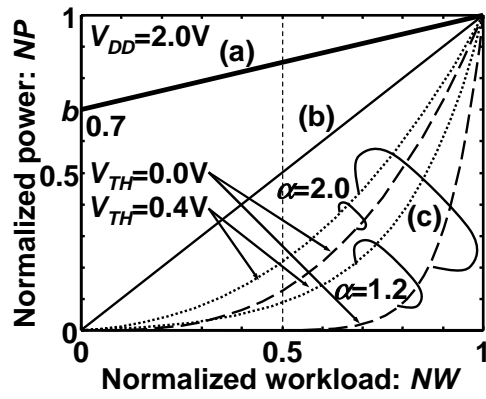 Normalized power: NP
1
V_DD=2.0V
(a)
b
0.7
(b)
V_TH=0.0V
V_TH=0.4V
0.5
α=2.0
(c)
α=1.2
0
0
0.5
1
Normalized workload: NW